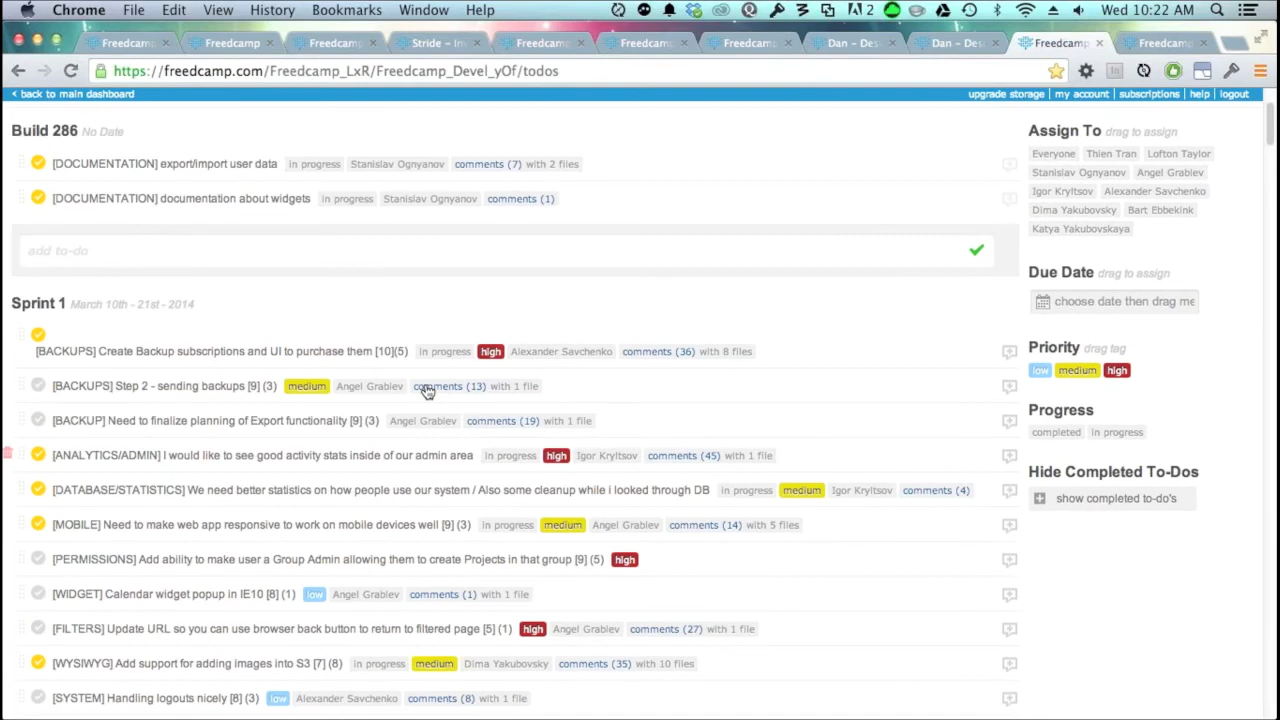 Chrome File Edit View History Bookmarks Window Help 2 Wed 10:22 AM
Freedcamp Freedcamp Freedcamp Stride – In Freedcamp Freedcamp Freedcamp Dan – Des Dan – Des Freedcamp Freedcamp
https://freedcamp.com/Freedcamp_LxR/Freedcamp_Devel_yOf/todos
< back to main dashboard upgrade storage | my account | subscriptions | help | logout
Build 286 No Date
[DOCUMENTATION] export/import user data in progress Stanislav Ognyanov comments (7) with 2 files
[DOCUMENTATION] documentation about widgets in progress Stanislav Ognyanov comments (1)
add to-do
Sprint 1 March 10th - 21st - 2014
[BACKUPS] Create Backup subscriptions and UI to purchase them [10](5) in progress high Alexander Savchenko comments (36) with 8 files
[BACKUPS] Step 2 - sending backups [9] (3) medium Angel Grablev comments (13) with 1 file
[BACKUP] Need to finalize planning of Export functionality [9] (3) Angel Grablev comments (19) with 1 file
[ANALYTICS/ADMIN] I would like to see good activity stats inside of our admin area in progress high Igor Kryltsov comments (45) with 1 file
[DATABASE/STATISTICS] We need better statistics on how people use our system / Also some cleanup while i looked through DB in progress medium Igor Kryltsov comments (4)
[MOBILE] Need to make web app responsive to work on mobile devices well [9] (3) in progress medium Angel Grablev comments (14) with 5 files
[PERMISSIONS] Add ability to make user a Group Admin allowing them to create Projects in that group [9] (5) high
[WIDGET] Calendar widget popup in IE10 [8] (1) low Angel Grablev comments (1) with 1 file
[FILTERS] Update URL so you can use browser back button to return to filtered page [5] (1) high Angel Grablev comments (27) with 1 file
[WYSIWYG] Add support for adding images into S3 [7] (8) in progress medium Dima Yakubovsky comments (35) with 10 files
[SYSTEM] Handling logouts nicely [8] (3) low Alexander Savchenko comments (8) with 1 file
Assign To drag to assign
Everyone Thien Tran Lofton Taylor
Stanislav Ognyanov Angel Grablev
Igor Kryltsov Alexander Savchenko
Dima Yakubovsky Bart Ebbekink
Katya Yakubovskaya
Due Date drag to assign
choose date then drag me
Priority drag tag
low medium high
Progress
completed In progress
Hide Completed To-Dos
show completed to-do's